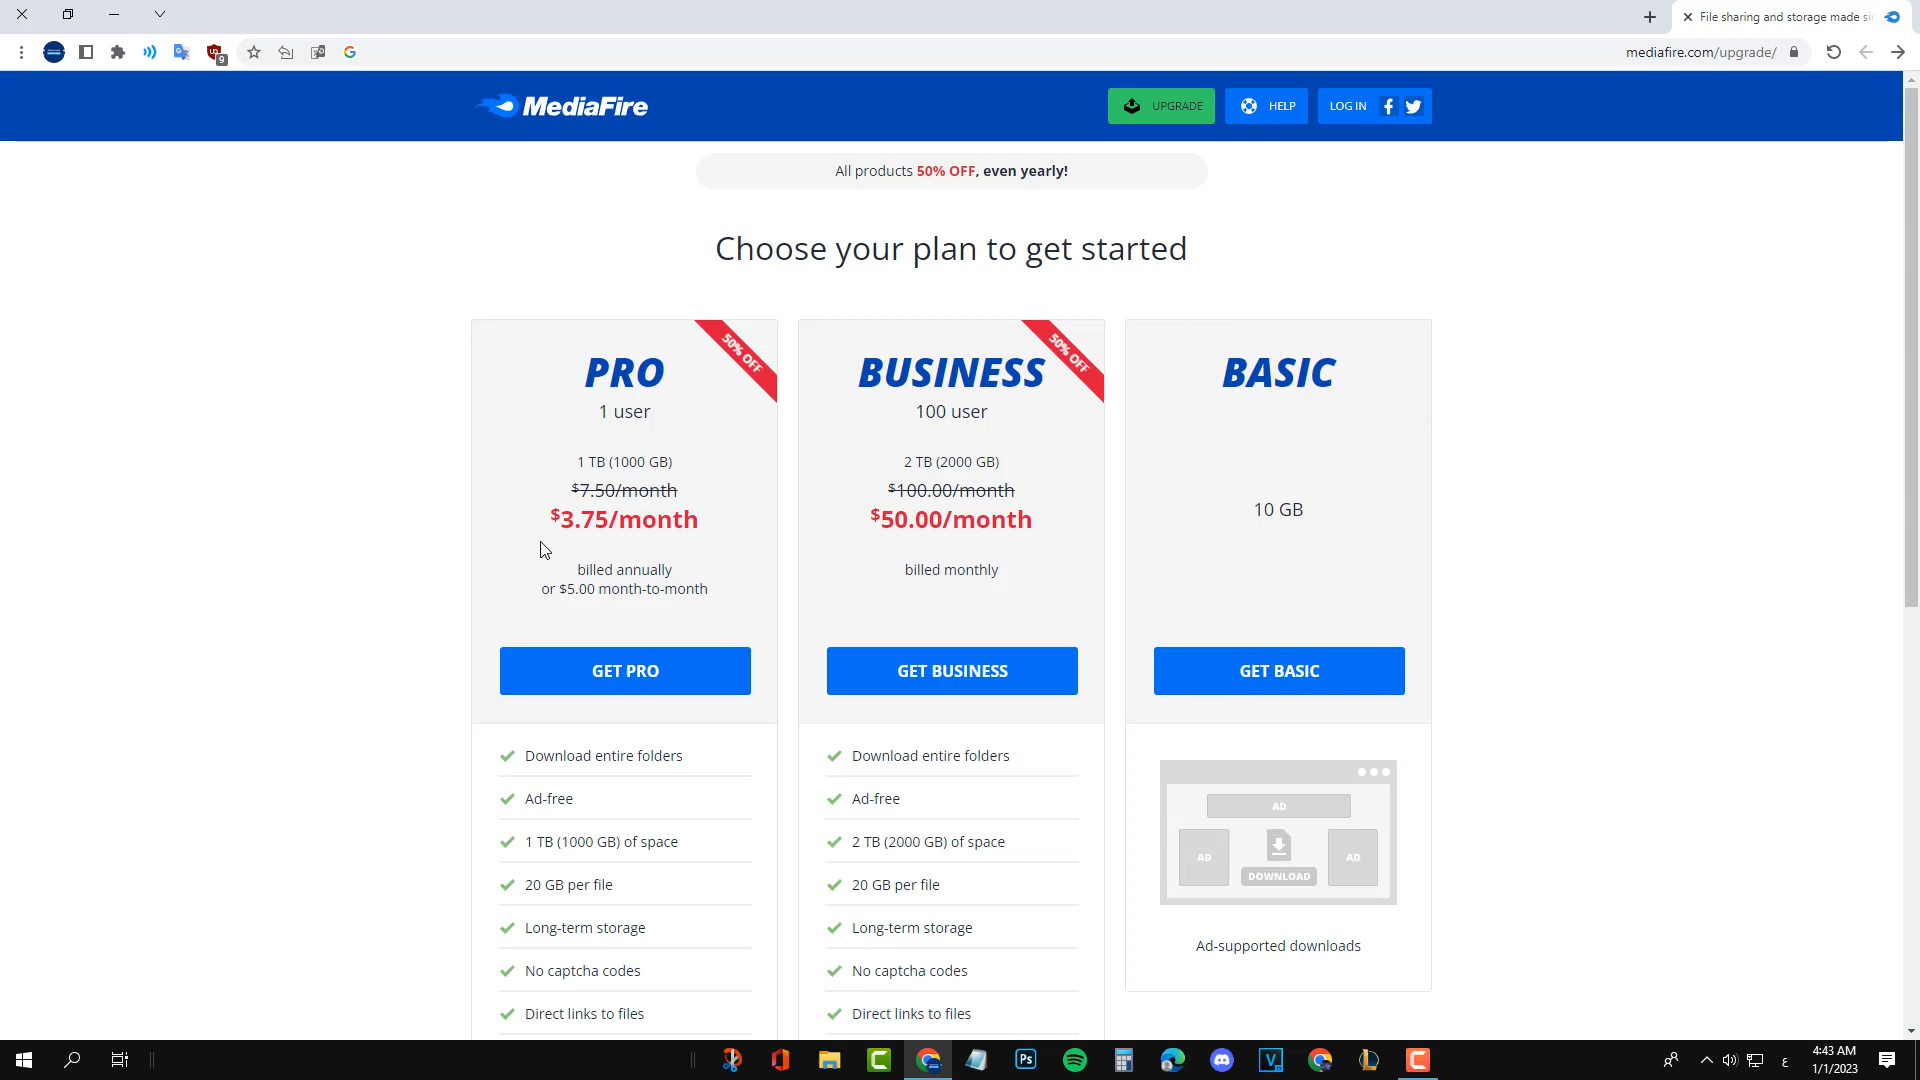 File sharing and storage made si
mediafire.com/upgrade/
9
MediaFire
UPGRADE
HELP
LOG IN
All products 50% OFF, even yearly!
Choose your plan to get started
50% OFF
PRO
1 user
1 TB (1000 GB)
$7.50/month
$3.75/month
billed annually
or $5.00 month-to-month
GET PRO
Download entire folders
Ad-free
1 TB (1000 GB) of space
20 GB per file
Long-term storage
No captcha codes
Direct links to files
50% OFF
BUSINESS
100 user
2 TB (2000 GB)
$100.00/month
$50.00/month
billed monthly
GET BUSINESS
Download entire folders
Ad-free
2 TB (2000 GB) of space
20 GB per file
Long-term storage
No captcha codes
Direct links to files
BASIC
10 GB
GET BASIC
AD
AD
AD
DOWNLOAD
Ad-supported downloads
Ps
V
ع
4:43 AM
1/1/2023